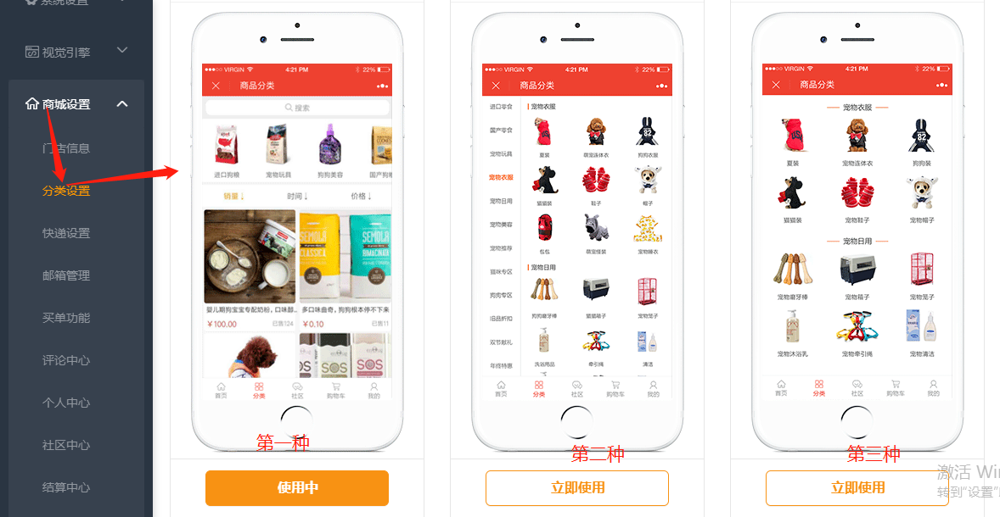 系统设置
视觉引擎
商城设置
门店信息
分类设置
快递设置
邮箱管理
买单功能
评论中心
个人中心
社区中心
结算中心
VIRGIN
4:21 PM
22%
商品分类
搜索
进口狗粮
宠物玩具
狗狗美容
国产狗粮
销量↓
时间↓
价格↓
SEMOLA
CLASSICA
SEMOLA
RIMACINATA
婴儿期狗宝宝专配奶粉，口味醇...
¥100.00
已售124
多口味曲奇，狗狗根本停不下来
¥0.10
已售11
SOS
SOS
SOS
首页
分类
社区
购物车
我的
第一种
使用中
VIRGIN
4:21 PM
22%
商品分类
进口零食
国产零食
宠物玩具
宠物衣服
宠物日用
宠物美容
宠物推荐
猫咪专区
狗狗专区
旧品折扣
双节献礼
年终特惠
宠物衣服
夏装
萌宠连体衣
狗狗衣服
猫猫装
鞋子
帽子
包包
萌宠怪装
宠物睡衣
宠物日用
狗狗磨牙棒
猫猫箱子
宠物笼子
洗浴用品
牵引绳
清洁
首页
分类
社区
购物车
我的
第二种
立即使用
VIRGIN
4:21 PM
22%
商品分类
宠物衣服
夏装
宠物连体衣
狗狗装
猫猫装
宠物鞋子
宠物帽子
宠物日用
宠物磨牙棒
宠物箱子
宠物笼子
宠物沐浴乳
宠物牵引绳
宠物清洁
首页
分类
社区
购物车
我的
第三种
立即使用
激活 Win
转到"设置"